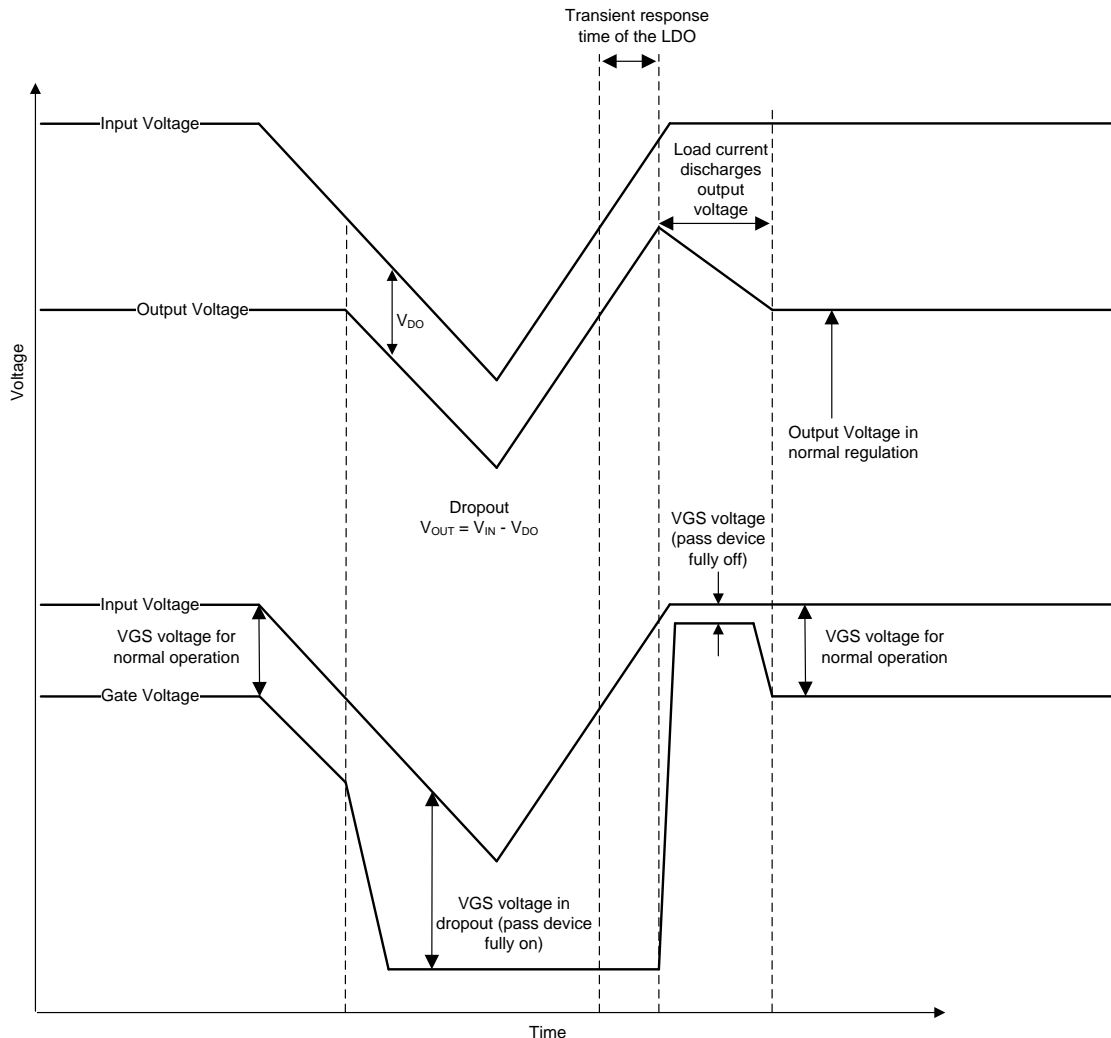 Transient response
time of the LDO
Input Voltage
Load current
discharges
output
voltage
Output Voltage
VDO
Voltage
Output Voltage in
normal regulation
Dropout
VOUT = VIN - VDO
VGS voltage
(pass device
fully off)
Input Voltage
VGS voltage for
normal operation
VGS voltage for
normal operation
Gate Voltage
VGS voltage in
dropout (pass device
fully on)
Time